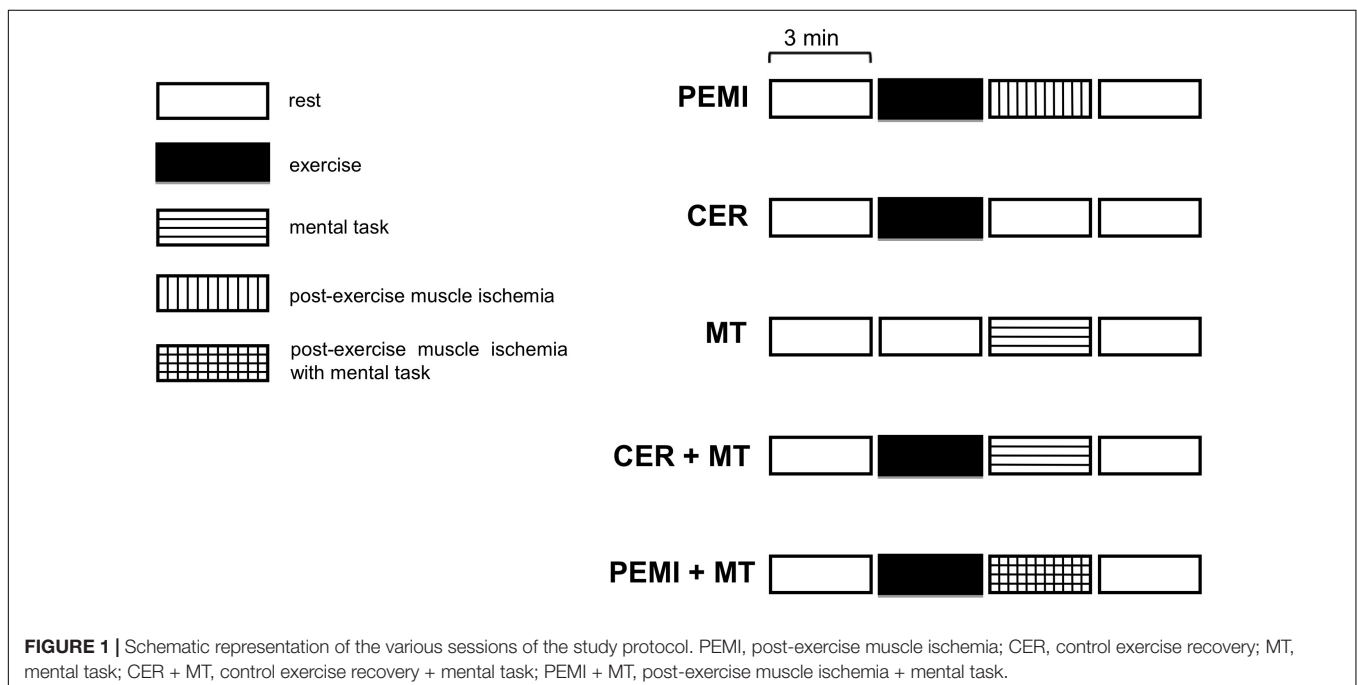 3 min
rest
exercise
mental task
post-exercise muscle ischemia
post-exercise muscle ischemia
with mental task
PEMI
CER
MT
CER + MT
PEMI + MT
FIGURE 1 | Schematic representation of the various sessions of the study protocol. PEMI, post-exercise muscle ischemia; CER, control exercise recovery; MT,
mental task; CER + MT, control exercise recovery + mental task; PEMI + MT, post-exercise muscle ischemia + mental task.